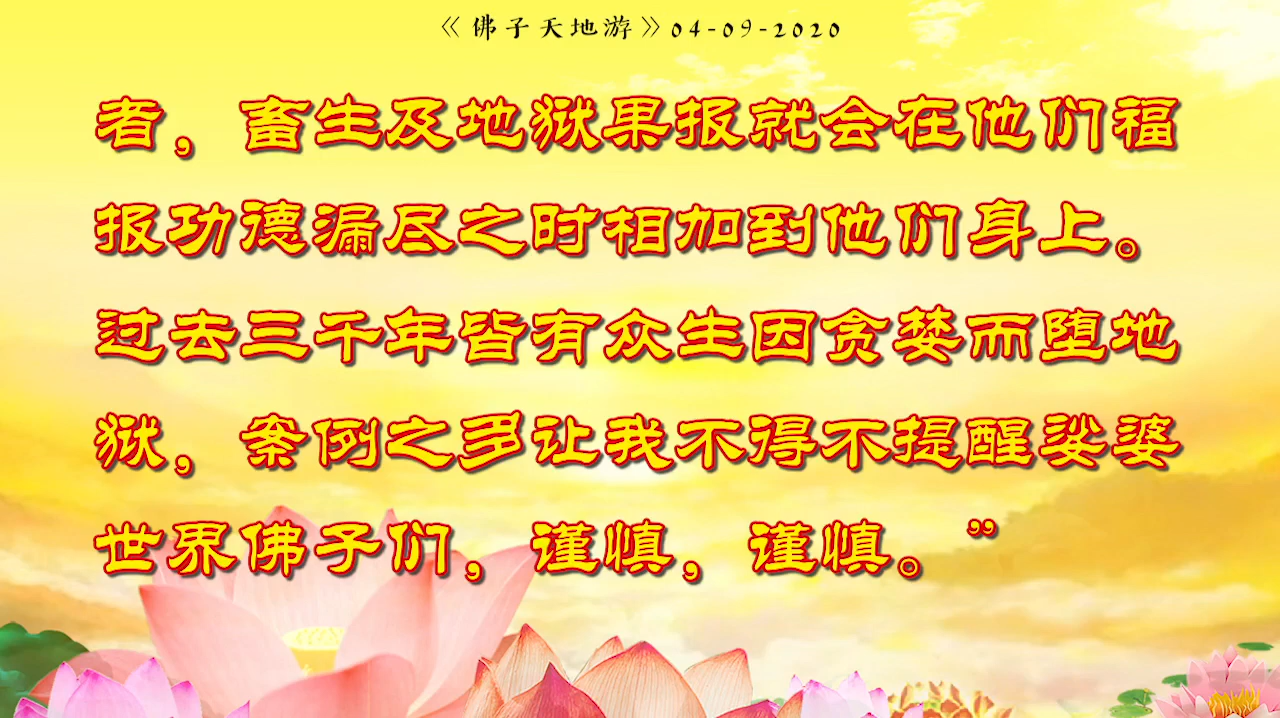 《佛子天地游》04-09-2020
者，畜生及地狱果报就会在他们福
报功德漏尽之时相加到他们身上。
过去三千年皆有众生因贪婪而堕地
狱，案例之多让我不得不提醒娑婆
世界佛子们，谨慎，谨慎。”